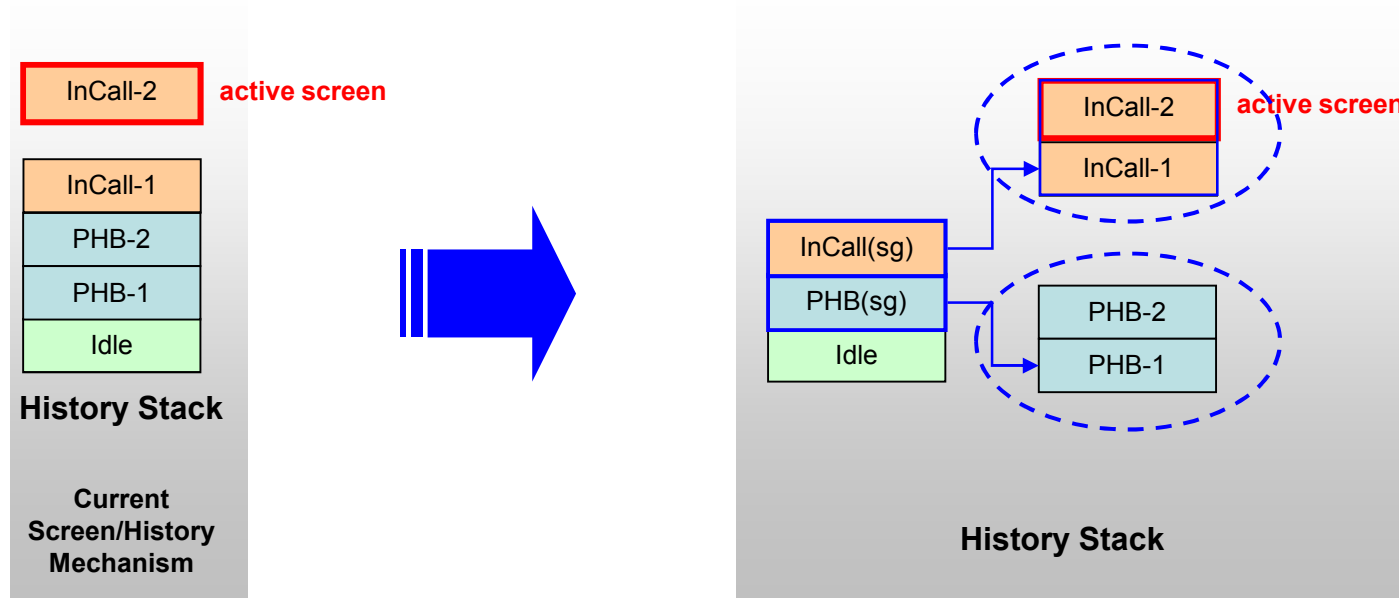 InCall-2
active screen
InCall-1
PHB-2
PHB-1
Idle
History Stack
Current
Screen/History
Mechanism
InCall-2
active screen
InCall-1
InCall(sg)
PHB(sg)
Idle
PHB-2
PHB-1
History Stack